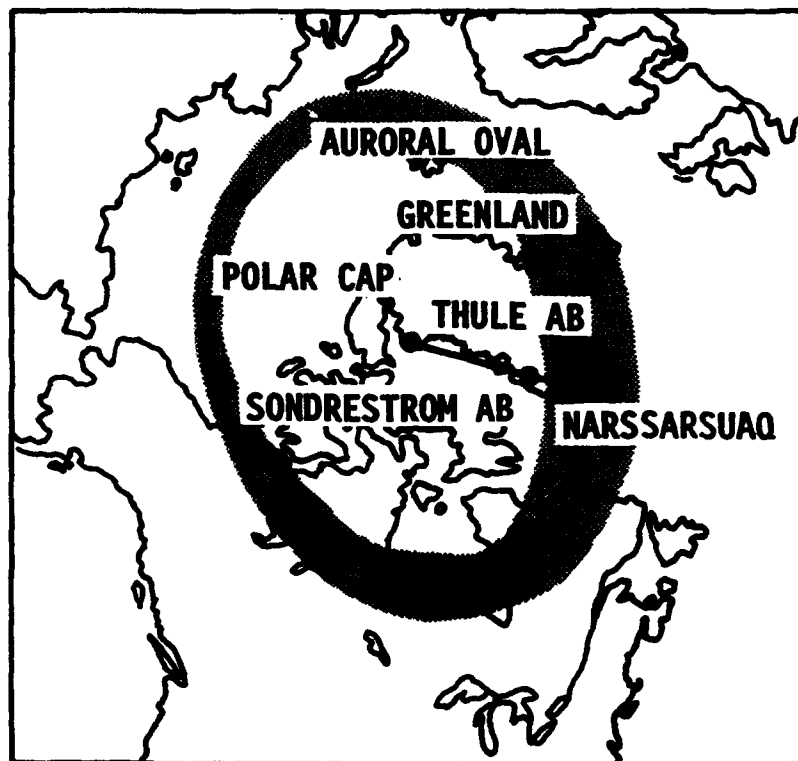 AURORAL OVAL
GREENLAND
POLAR CAP
THULE AB
SONDRESTROM AB
NARSSARSUAQ